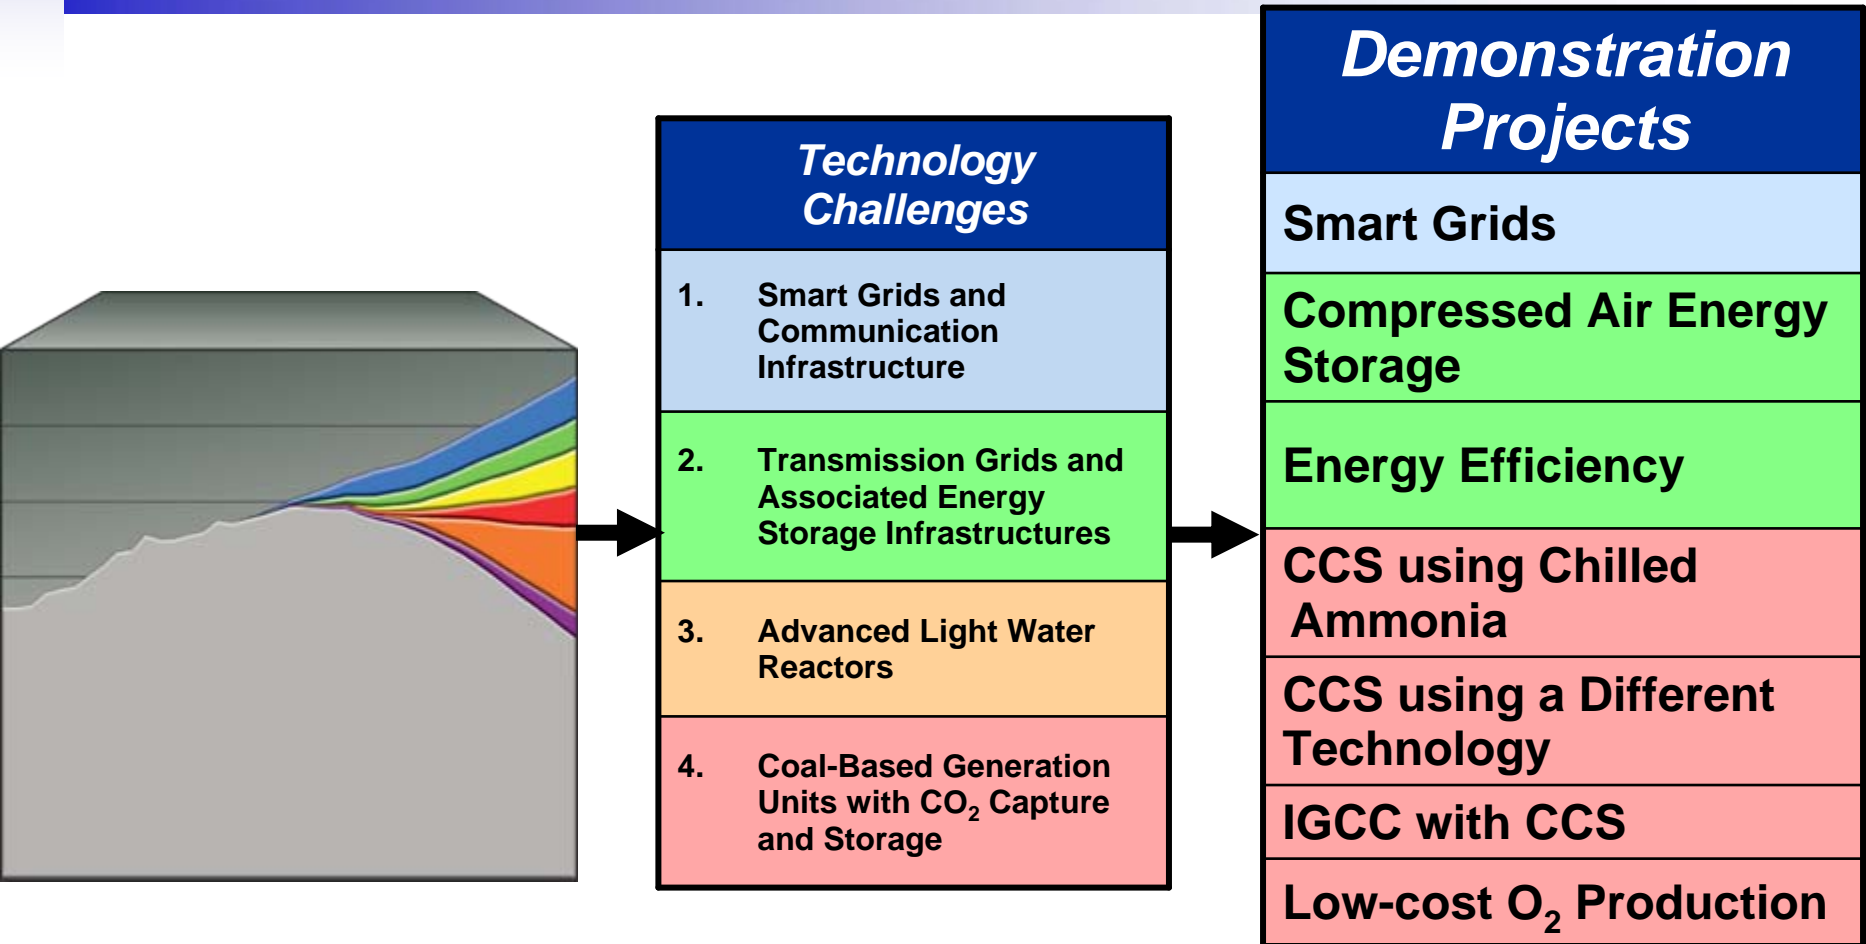 Technology
Challenges
1. Smart Grids and
Communication
Infrastructure
2. Transmission Grids and
Associated Energy
Storage Infrastructures
3. Advanced Light Water
Reactors
4. Coal-Based Generation
Units with CO₂ Capture
and Storage
Demonstration
Projects
Smart Grids
Compressed Air Energy
Storage
Energy Efficiency
CCS using Chilled
Ammonia
CCS using a Different
Technology
IGCC with CCS
Low-cost O₂ Production